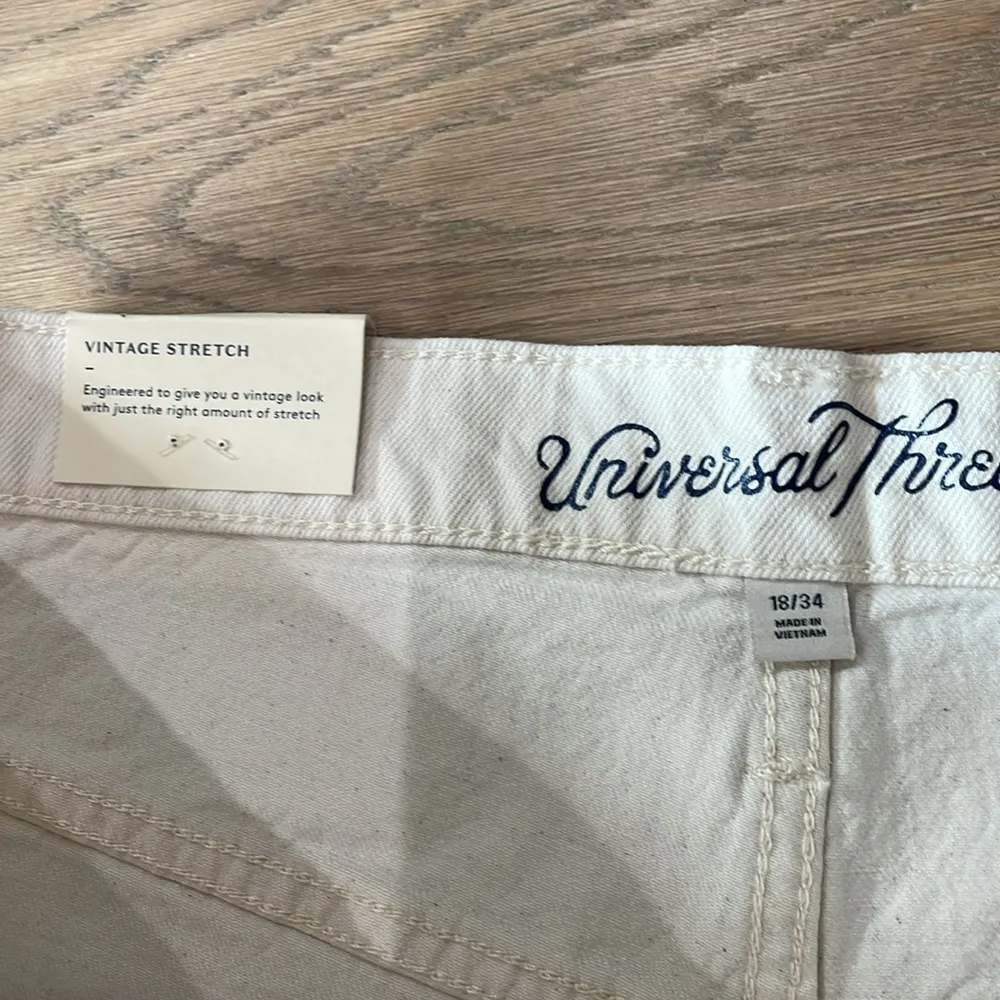 VINTAGE STRETCH
–
Engineered to give you a vintage look
with just the right amount of stretch
Universal Threa
18/34
MADE IN
VIETNAM